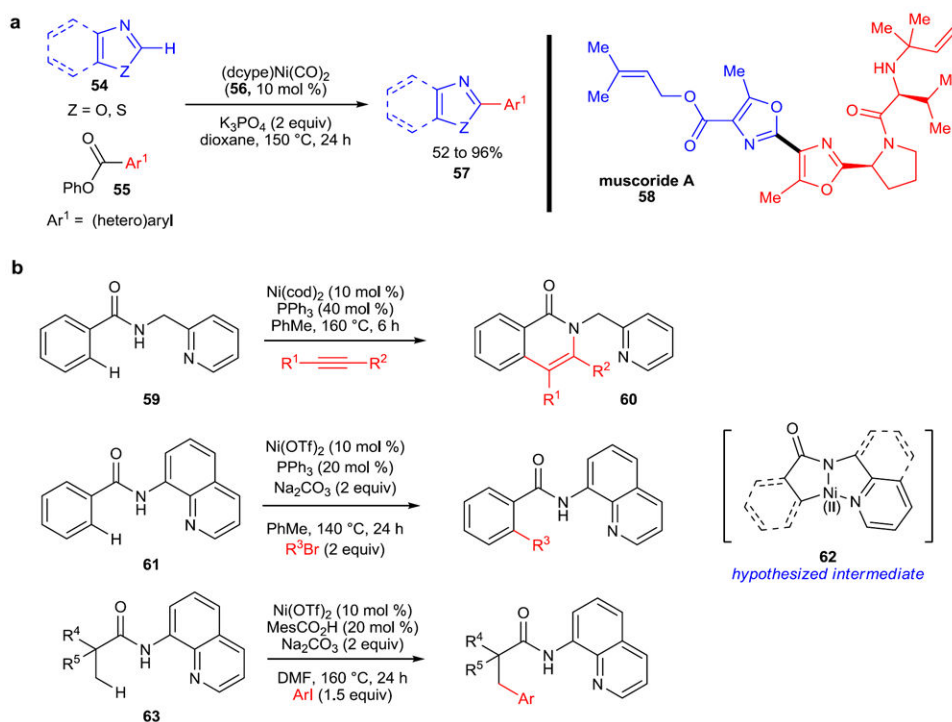 a
N
H
Z
54
Z = O, S
O
PhO
Ar1
55
Ar1 = (hetero)aryl
(dcype)Ni(CO)2
(56, 10 mol %)
K3PO4 (2 equiv)
dioxane, 150 °C, 24 h
N
Ar1
Z
52 to 96%
57
Me
Me
O
O
Me
N
O
N
O
Me
Me
Me
HN
Me
Me
O
N
muscoride A
58
b
O
N
H
N
H
59
Ni(cod)2 (10 mol %)
PPh3 (40 mol %)
PhMe, 160 °C, 6 h
R1
R2
O
N
N
R2
R1
60
O
N
H
N
H
61
Ni(OTf)2 (10 mol %)
PPh3 (20 mol %)
Na2CO3 (2 equiv)
PhMe, 140 °C, 24 h
R3Br (2 equiv)
O
N
H
N
R3
O
N
Ni
(II)
N
62
hypothesized intermediate
O
R4
R5
N
H
N
H
63
Ni(OTf)2 (10 mol %)
MesCO2H (20 mol %)
Na2CO3 (2 equiv)
DMF, 160 °C, 24 h
ArI (1.5 equiv)
O
R4
R5
N
H
N
Ar